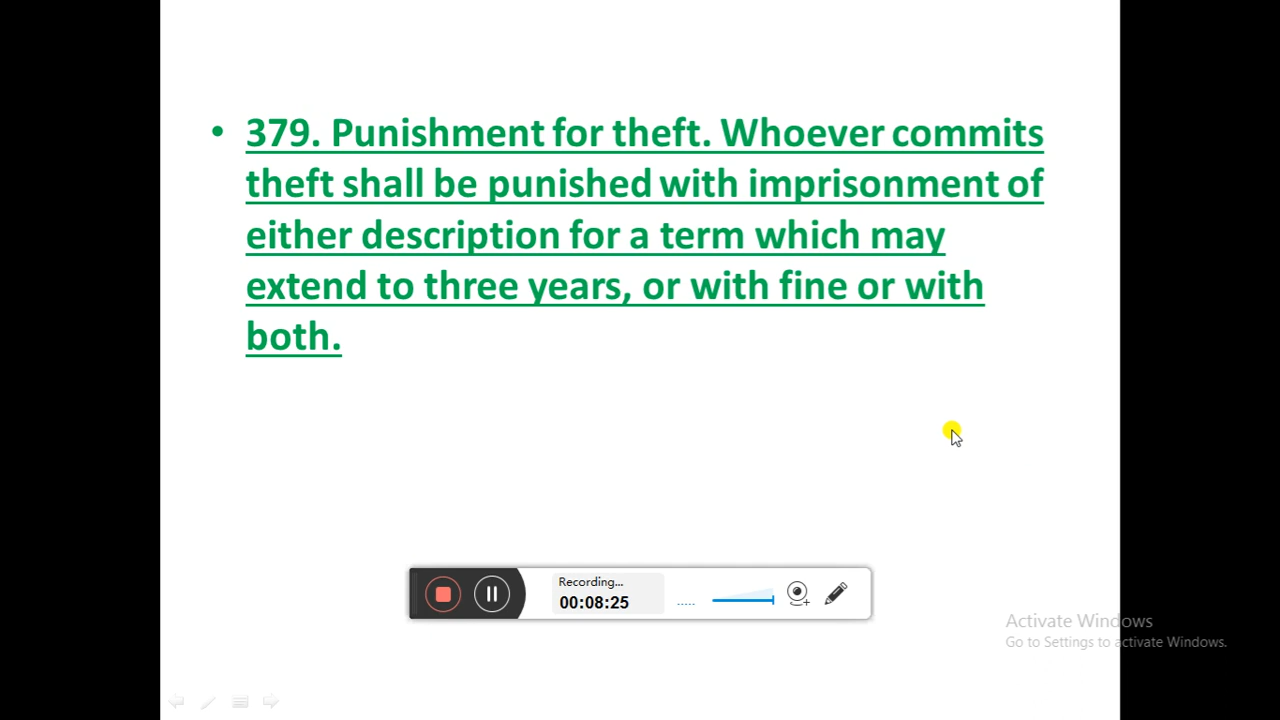 • 379. Punishment for theft. Whoever commits
theft shall be punished with imprisonment of
either description for a term which may
extend to three years, or with fine or with
both.
Recording...
00:08:25
Activate Windows
Go to Settings to activate Windows.